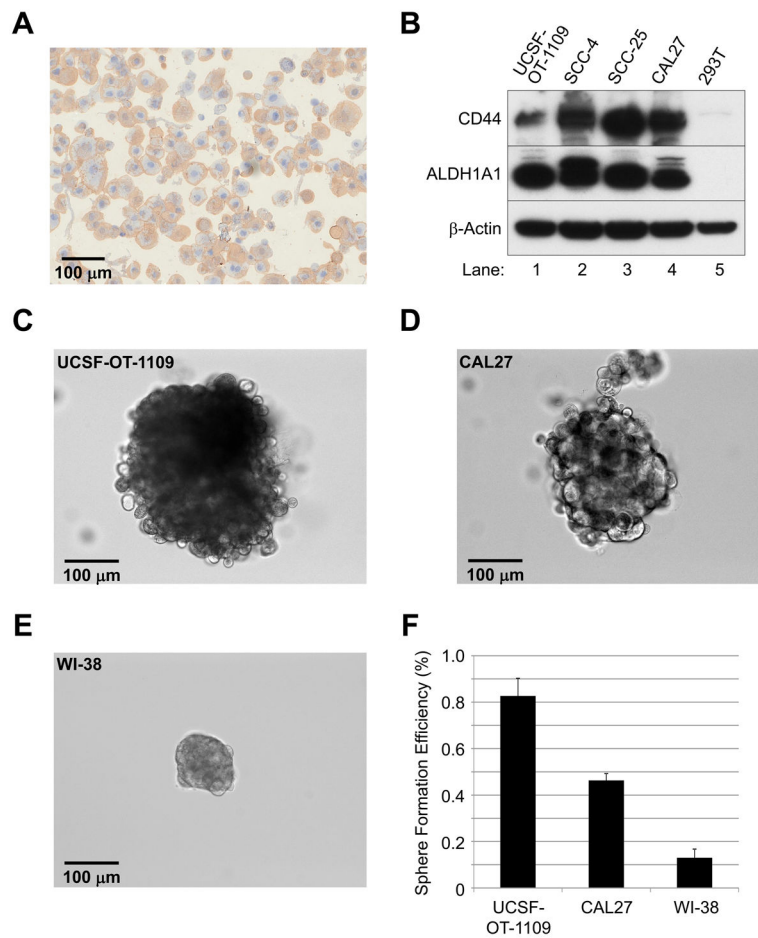 A
100 μm
B
UCSF-
OT-1109
SCC-4
SCC-25
CAL27
293T
CD44
ALDH1A1
β-Actin
Lane: 1 2 3 4 5
C
UCSF-OT-1109
100 μm
D
CAL27
100 μm
E
WI-38
100 μm
F
Sphere Formation Efficiency (%)
1.0
0.8
0.6
0.4
0.2
0
UCSF-
OT-1109
CAL27
WI-38